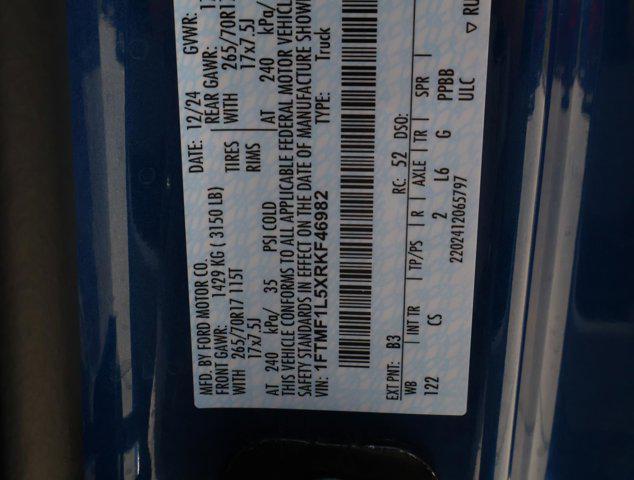 MFD. BY FORD MOTOR CO. DATE: 12/24 GVWR:
FRONT GAWR: 1429 KG ( 3150 LB) REAR GAWR:
WITH 265/70R17 115T TIRES WITH 265/70R17
17x7.5J RIMS 17x7.5J
AT 240 kPa/ 35 PSI COLD AT 240 kPa/
THIS VEHICLE CONFORMS TO ALL APPLICABLE FEDERAL MOTOR VEHICLE
SAFETY STANDARDS IN EFFECT ON THE DATE OF MANUFACTURE SHOWN
VIN: 1FTMF1L5XRKF46982 TYPE: Truck
EXT PNT: B3 RC: 52 DSO:
WB INT TR TP/PS R AXLE TR SPR
122 CS 2 L6 G PPBB
2202412065797 ULC
▽ RU